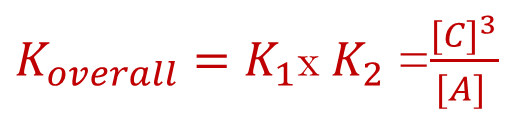 K_overall = K_1 x K_2 = [C]^3/[A]